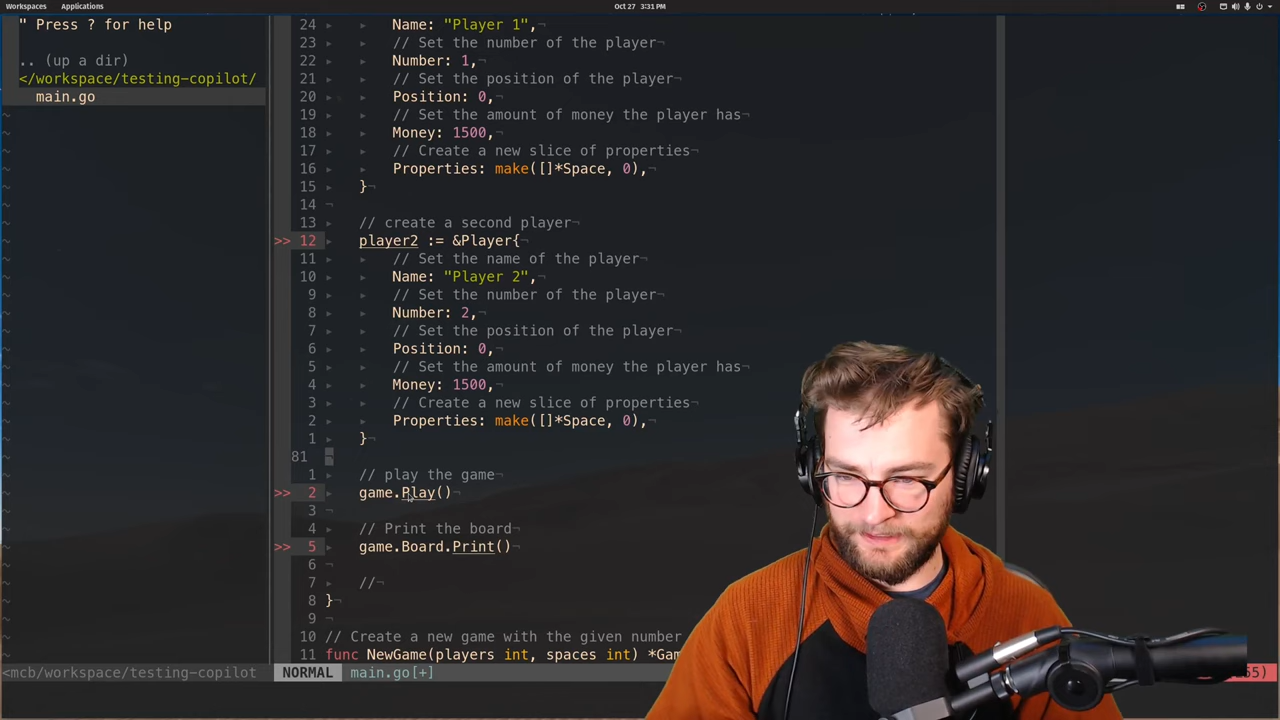 Workspaces Applications Oct 27 3:31 PM
" Press ? for help
.. (up a dir)
</workspace/testing-copilot/
main.go
24 Name: "Player 1",
23 // Set the number of the player
22 Number: 1,
21 // Set the position of the player
20 Position: 0,
19 // Set the amount of money the player has
18 Money: 1500,
17 // Create a new slice of properties
16 Properties: make([]*Space, 0),
15 }
14
13 // create a second player
>> 12 player2 := &Player{
11 // Set the name of the player
10 Name: "Player 2",
9 // Set the number of the player
8 Number: 2,
7 // Set the position of the player
6 Position: 0,
5 // Set the amount of money the player has
4 Money: 1500,
3 // Create a new slice of properties
2 Properties: make([]*Space, 0),
1 }
81
1 // play the game
>> 2 game.Play()
3
4 // Print the board
>> 5 game.Board.Print()
6
7 //
8 }
9
10 // Create a new game with the given number
11 func NewGame(players int, spaces int) *Gam
<mcb/workspace/testing-copilot NORMAL main.go[+]